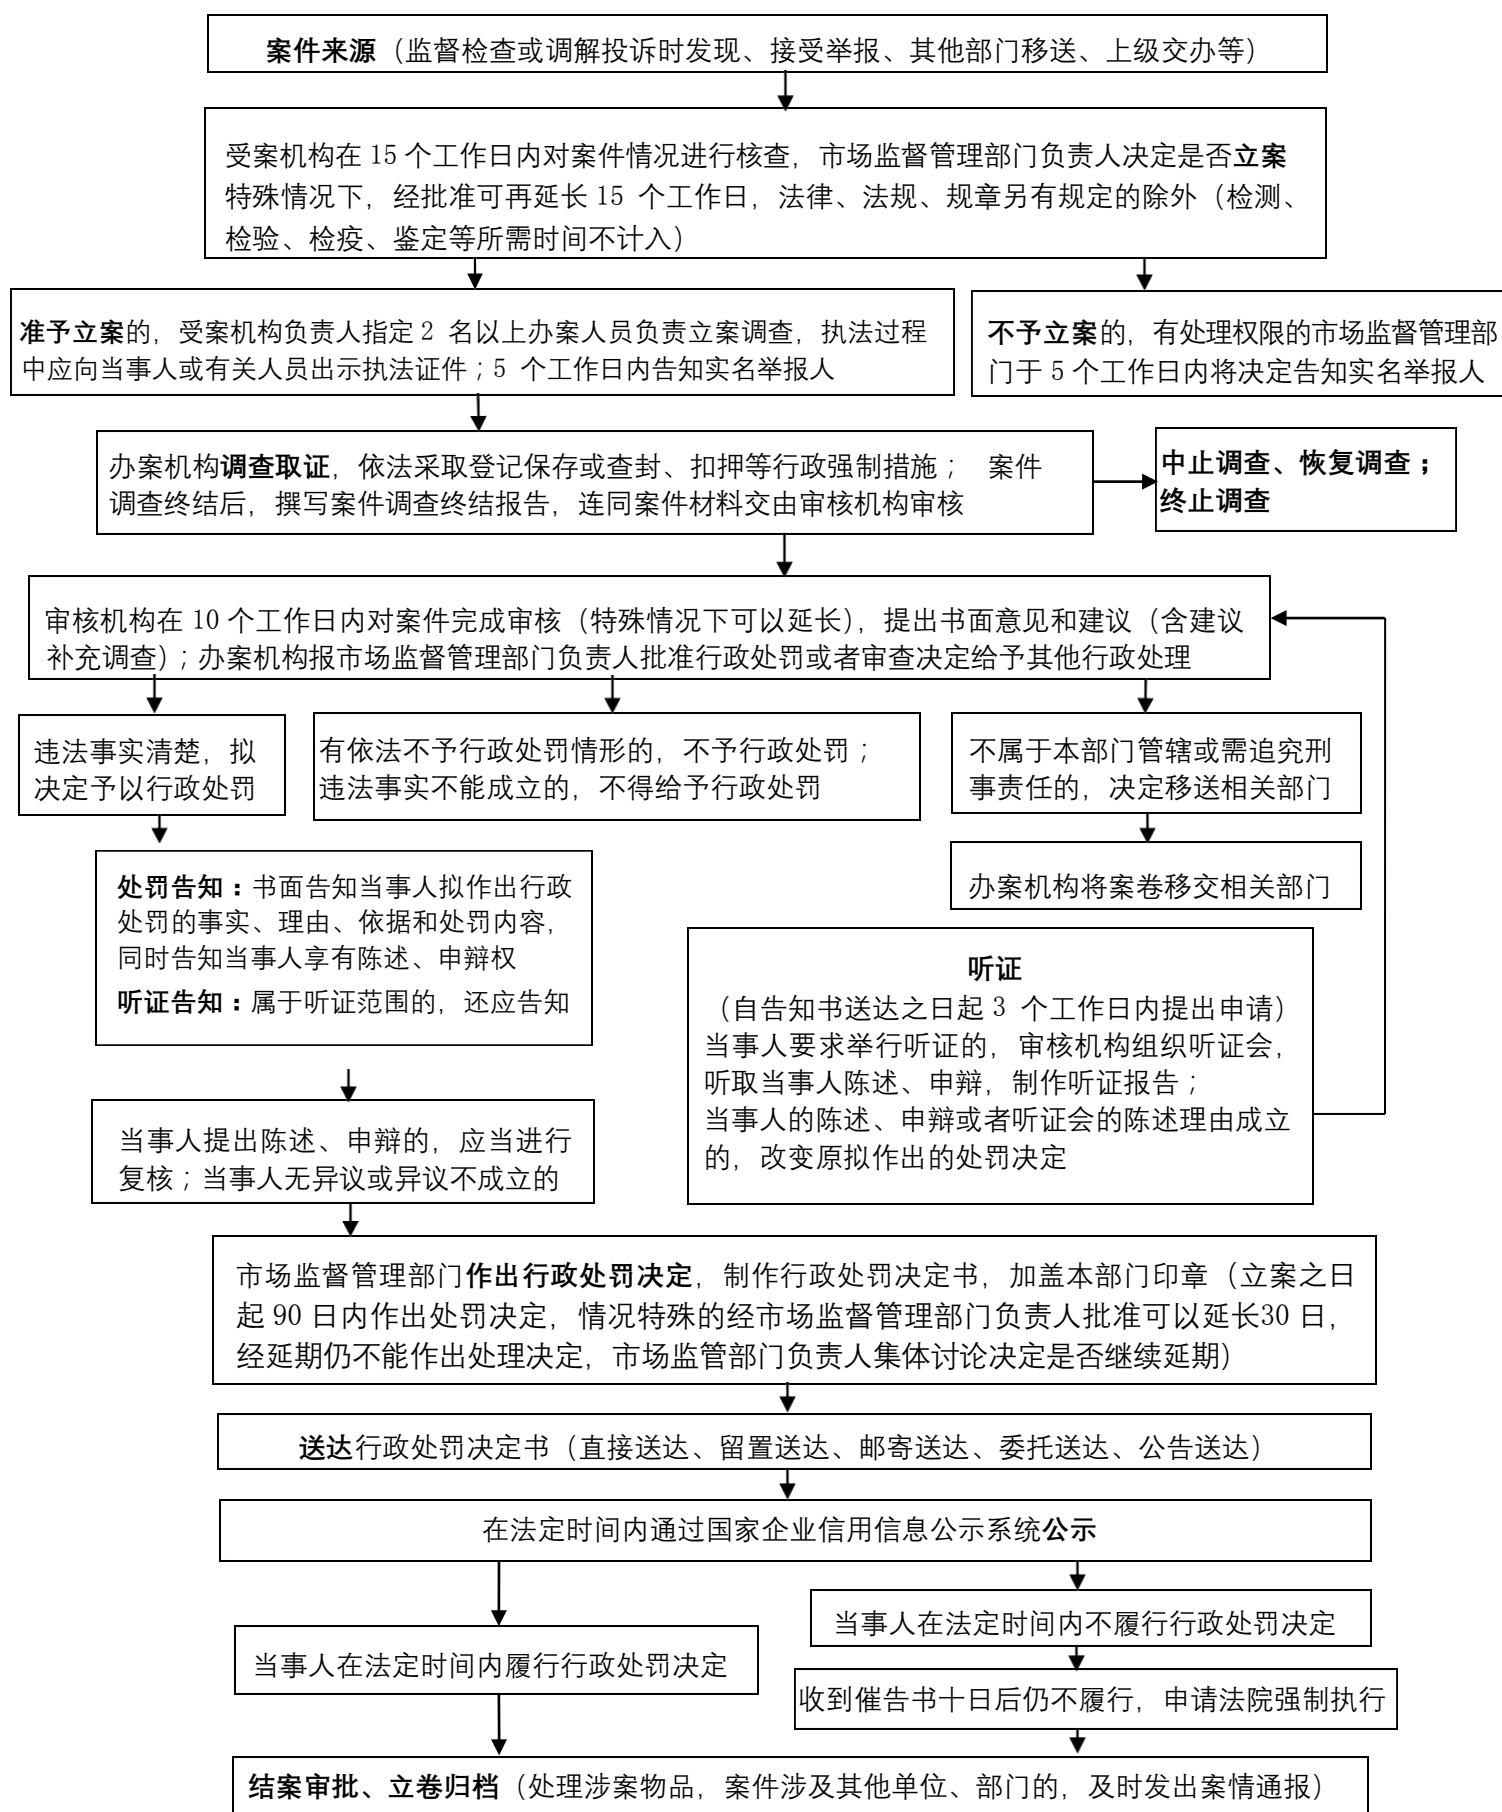 案件来源（监督检查或调解投诉时发现、接受举报、其他部门移送、上级交办等）
受案机构在 15 个工作日内对案件情况进行核查，市场监督管理部门负责人决定是否立案
特殊情况下，经批准可再延长 15 个工作日，法律、法规、规章另有规定的除外（检测、
检验、检疫、鉴定等所需时间不计入）
准予立案的，受案机构负责人指定 2 名以上办案人员负责立案调查，执法过程
中应向当事人或有关人员出示执法证件；5 个工作日内告知实名举报人
不予立案的，有处理权限的市场监督管理部
门于 5 个工作日内将决定告知实名举报人
办案机构调查取证，依法采取登记保存或查封、扣押等行政强制措施； 案件
调查终结后，撰写案件调查终结报告，连同案件材料交由审核机构审核
中止调查、恢复调查；
终止调查
审核机构在 10 个工作日内对案件完成审核（特殊情况下可以延长），提出书面意见和建议（含建议
补充调查）；办案机构报市场监督管理部门负责人批准行政处罚或者审查决定给予其他行政处理
违法事实清楚，拟
决定予以行政处罚
有依法不予行政处罚情形的，不予行政处罚；
违法事实不能成立的，不得给予行政处罚
不属于本部门管辖或需追究刑
事责任的，决定移送相关部门
办案机构将案卷移交相关部门
处罚告知：书面告知当事人拟作出行政
处罚的事实、理由、依据和处罚内容，
同时告知当事人享有陈述、申辩权
听证告知：属于听证范围的，还应告知
听证
（自告知书送达之日起 3 个工作日内提出申请）
当事人要求举行听证的，审核机构组织听证会，
听取当事人陈述、申辩，制作听证报告；
当事人的陈述、申辩或者听证会的陈述理由成立
的，改变原拟作出的处罚决定
当事人提出陈述、申辩的，应当进行
复核；当事人无异议或异议不成立的
市场监督管理部门作出行政处罚决定，制作行政处罚决定书，加盖本部门印章（立案之日
起 90 日内作出处罚决定，情况特殊的经市场监督管理部门负责人批准可以延长30 日，
经延期仍不能作出处理决定，市场监管部门负责人集体讨论决定是否继续延期）
送达行政处罚决定书（直接送达、留置送达、邮寄送达、委托送达、公告送达）
在法定时间内通过国家企业信用信息公示系统公示
当事人在法定时间内不履行行政处罚决定
当事人在法定时间内履行行政处罚决定
收到催告书十日后仍不履行，申请法院强制执行
结案审批、立卷归档（处理涉案物品，案件涉及其他单位、部门的，及时发出案情通报）